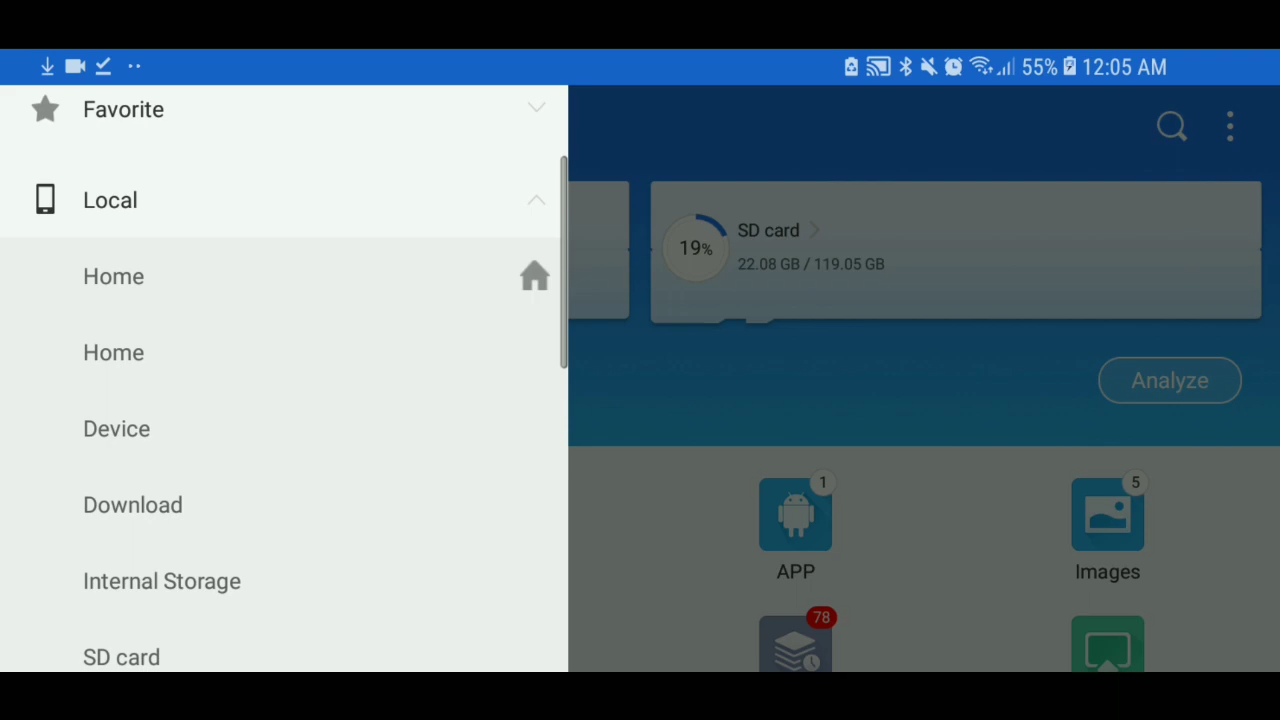 55% 12:05 AM
Favorite
Local
Home
Home
Device
Download
Internal Storage
SD card
19%
SD card
22.08 GB / 119.05 GB
Analyze
1
APP
5
Images
78